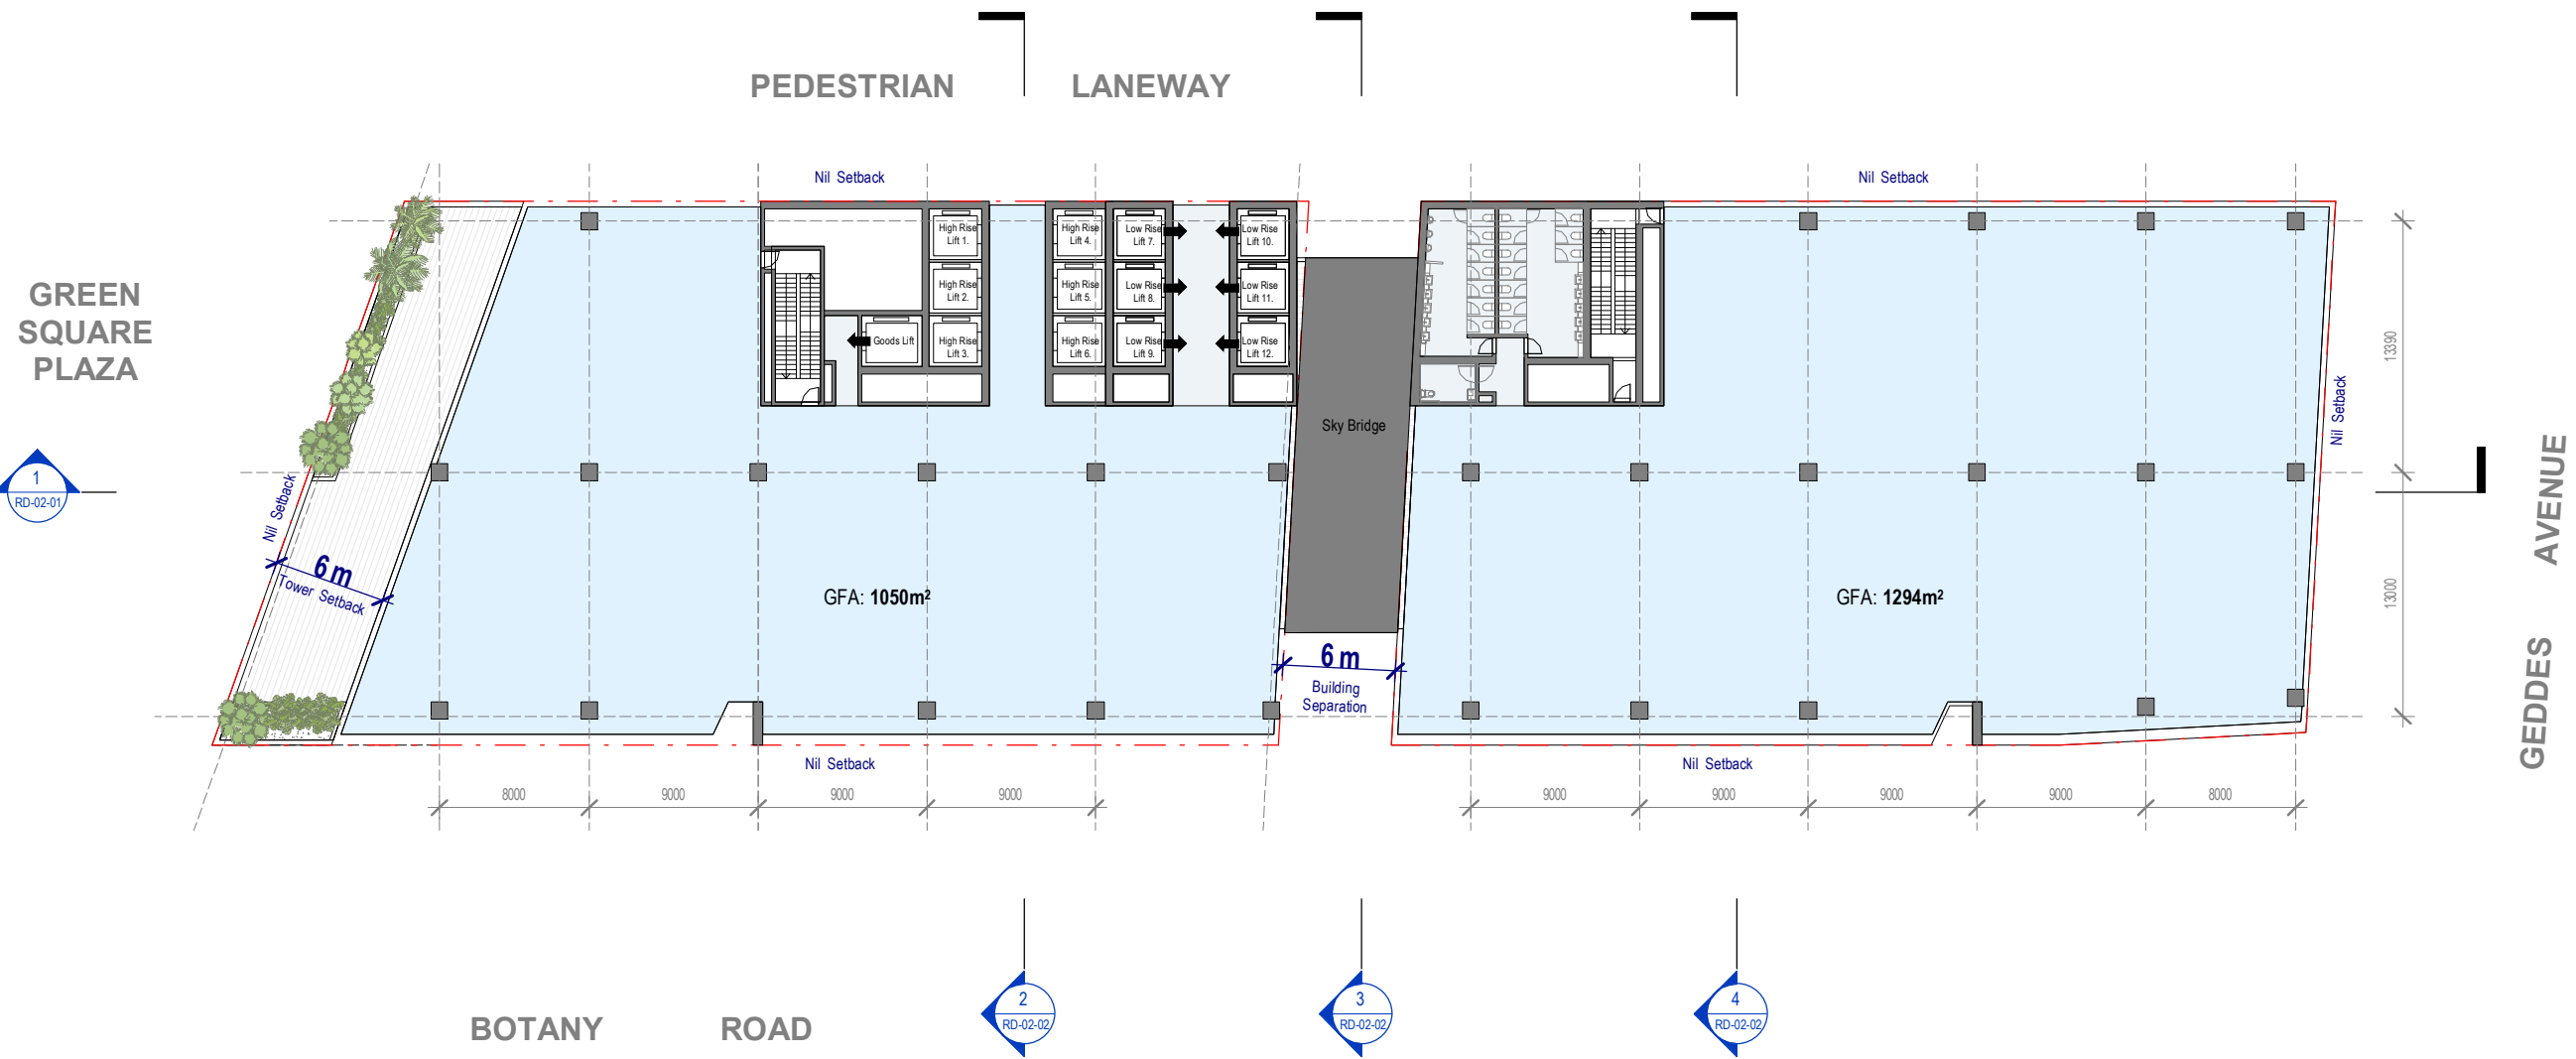 PEDESTRIAN LANEWAY
Nil Setback
Nil Setback
High Rise
Lift 1.
High Rise
Lift 4.
Low Rise
Lift 7.
Low Rise
Lift 10.
High Rise
Lift 2.
High Rise
Lift 5.
Low Rise
Lift 8.
Low Rise
Lift 11.
Goods Lift
High Rise
Lift 3.
High Rise
Lift 6.
Low Rise
Lift 9.
Low Rise
Lift 12.
GREEN
SQUARE
PLAZA
13390
Nil Setback
Sky Bridge
1
RD-02-01
Nil Setback
GEDDES AVENUE
6 m
Tower Setback
GFA: 1050m²
GFA: 1294m²
13000
6 m
Building
Separation
Nil Setback
Nil Setback
8000
9000
9000
9000
9000
9000
9000
9000
8000
2
RD-02-02
3
RD-02-02
4
RD-02-02
BOTANY ROAD